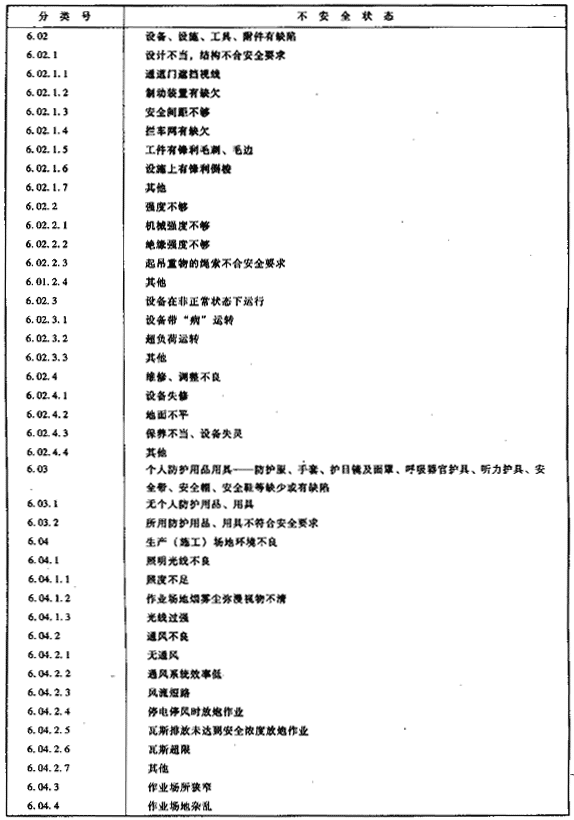 分类号 不安全状态
6.02 设备、设施、工具、附件有缺陷
6.02.1 设计不当,结构不合安全要求
6.02.1.1 通道门遮挡视线
6.02.1.2 制动装置有缺欠
6.02.1.3 安全间距不够
6.02.1.4 拦车网有缺欠
6.02.1.5 工件有锋利毛刺、毛边
6.02.1.6 设施上有锋利倒棱
6.02.1.7 其他
6.02.2 强度不够
6.02.2.1 机械强度不够
6.02.2.2 绝缘强度不够
6.02.2.3 起吊重物的绳索不合安全要求
6.01.2.4 其他
6.02.3 设备在非正常状态下运行
6.02.3.1 设备带“病”运转
6.02.3.2 超负荷运转
6.02.3.3 其他
6.02.4 维修、调整不良
6.02.4.1 设备失修
6.02.4.2 地面不平
6.02.4.3 保养不当、设备失灵
6.02.4.4 其他
6.03 个人防护用品用具——防护服、手套、护目镜及面罩、呼吸器官护具、听力护具、安
全带、安全帽、安全鞋等缺少或有缺陷
6.03.1 无个人防护用品、用具
6.03.2 所用防护用品、用具不符合安全要求
6.04 生产(施工)场地环境不良
6.04.1 照明光线不良
6.04.1.1 照度不足
6.04.1.2 作业场地烟雾尘弥漫视物不清
6.04.1.3 光线过强
6.04.2 通风不良
6.04.2.1 无通风
6.04.2.2 通风系统效率低
6.04.2.3 风流短路
6.04.2.4 停电停风时放炮作业
6.04.2.5 瓦斯排放未达到安全浓度放炮作业
6.04.2.6 瓦斯超限
6.04.2.7 其他
6.04.3 作业场所狭窄
6.04.4 作业场地杂乱